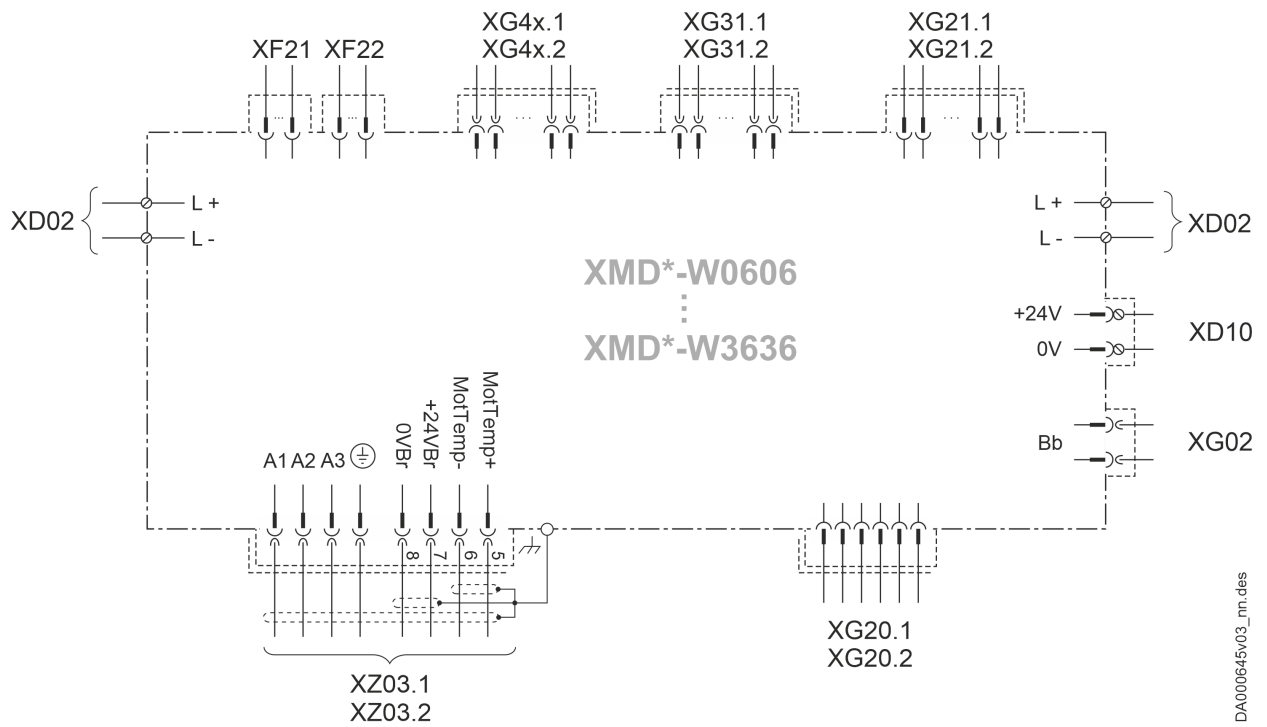 XF21 XF22
XG4x.1
XG4x.2
XG31.1
XG31.2
XG21.1
XG21.2
XD02
L +
L -
L +
L -
XD02
XMD*-W0606
XMD*-W3636
+24V
0V
XD10
Bb
XG02
A1 A2 A3
0VBr
+24VBr
MotTemp-
MotTemp+
8
7
6
5
XZ03.1
XZ03.2
XG20.1
XG20.2
DA000645v03_nn.des